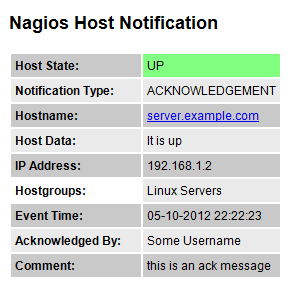 Nagios Host Notification
Host State: UP
Notification Type: ACKNOWLEDGEMENT
Hostname: server.example.com
Host Data: It is up
IP Address: 192.168.1.2
Hostgroups: Linux Servers
Event Time: 05-10-2012 22:22:23
Acknowledged By: Some Username
Comment: this is an ack message